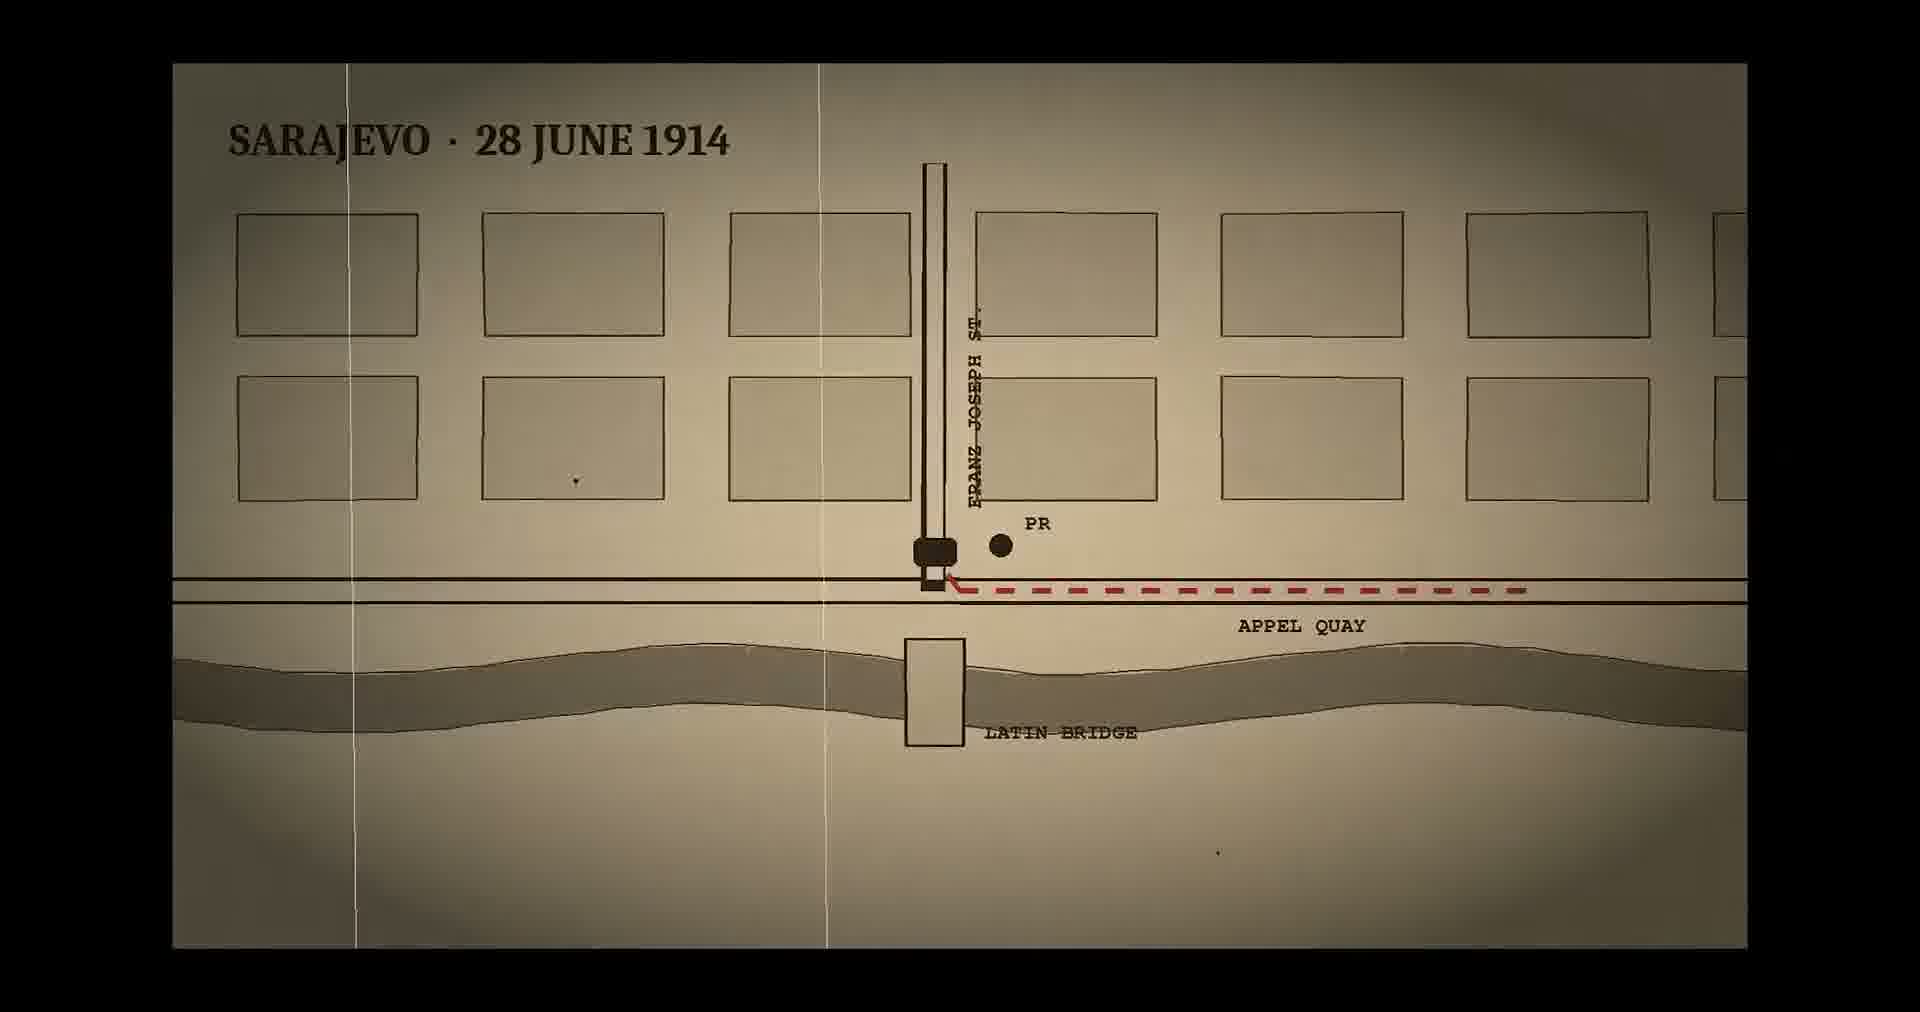 SARAJEVO · 28 JUNE 1914
FRANZ JOSEPH ST.
PR
APPEL QUAY
LATIN BRIDGE